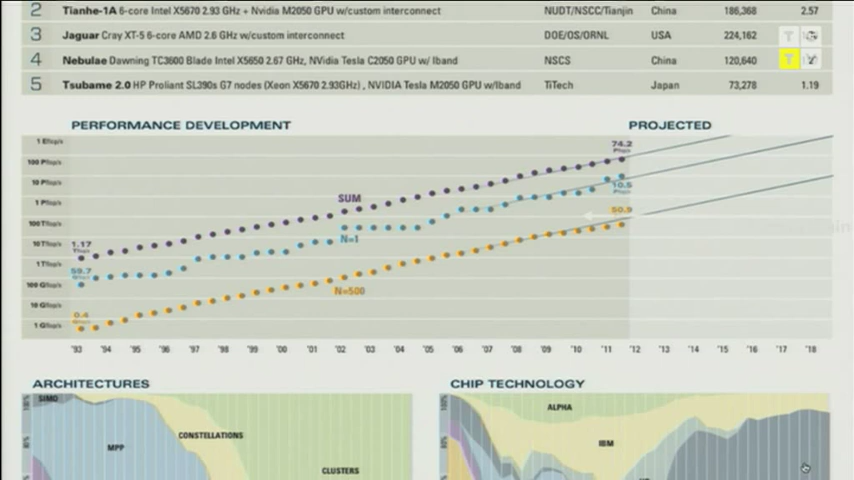 2 Tianhe-1A 6-core Intel X5670 2.93 GHz + Nvidia M2050 GPU w/custom interconnect NUDT/NSCC/Tianjin China 186,368 2.57
3 Jaguar Cray XT-5 6-core AMD 2.6 GHz w/custom interconnect DOE/OS/ORNL USA 224,162
4 Nebulae Dawning TC3600 Blade Intel X5650 2.67 GHz, NVidia Tesla C2050 GPU w/ Iband NSCS China 120,640
5 Tsubame 2.0 HP Proliant SL390s G7 nodes (Xeon X5670 2.93GHz) , NVIDIA Tesla M2050 GPU w/Iband TiTech Japan 73,278 1.19
PERFORMANCE DEVELOPMENT PROJECTED
1 Eflop/s
100 Pflop/s
10 Pflop/s
1 Pflop/s
100 Tflop/s
10 Tflop/s
1 Tflop/s
100 Gflop/s
10 Gflop/s
1 Gflop/s
74.2
Pflop/s
10.5
Pflop/s
50.9
SUM
N=1
N=500
1.17
Tflop/s
59.7
Gflop/s
0.4
'93 '94 '95 '96 '97 '98 '99 '00 '01 '02 '03 '04 '05 '06 '07 '08 '09 '10 '11 '12 '13 '14 '15 '16 '17 '18
ARCHITECTURES CHIP TECHNOLOGY
100%
SIMD
MPP
CONSTELLATIONS
CLUSTERS
80%
100%
ALPHA
IBM
80%